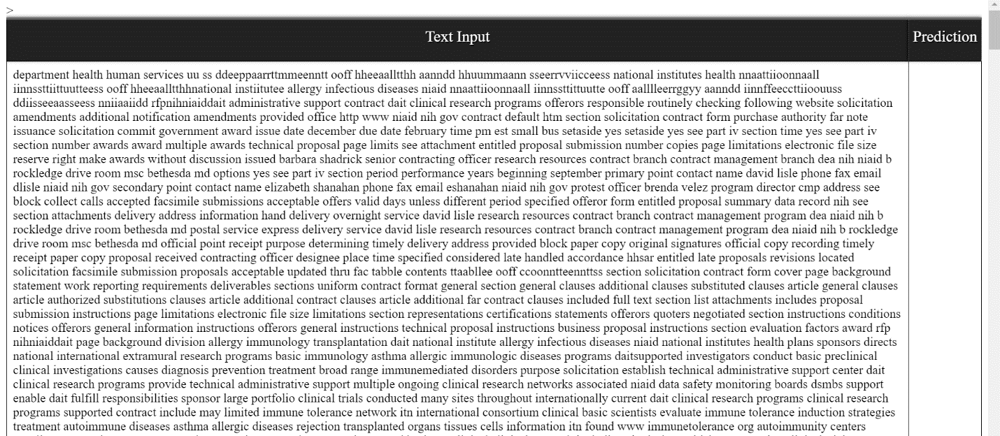 >
Text Input
Prediction
department health human services uu ss ddeeppaarrttmmeenntt ooff hheeaalltthh aanndd hhuummaann sseerrvviicceess national institutes health nnaattiioonnaall
iinnssttiittuutteess ooff hheeaalltthhnational instiitutee allergy infectious diseases niaid nnaattiioonnaall iinnssttittuutte ooff aalllleerrggyy aanndd iinnffeeccttiioouuss
ddiisseeaasseess nniiaaiidd rfpnihniaiddait administrative support contract dait clinical research programs offerors responsible routinely checking following website solicitation
amendments additional notification amendments provided office http www niaid nih gov contract default htm section solicitation contract form purchase authority far note
issuance solicitation commit government award issue date december due date february time pm est small bus setaside yes setaside yes see part iv section time yes see part iv
section number awards award multiple awards technical proposal page limits see attachment entitled proposal submission number copies page limitations electronic file size
reserve right make awards without discussion issued barbara shadrick senior contracting officer research resources contract branch contract management branch dea nih niaid b
rockledge drive room msc bethesda md options yes see part iv section period performance years beginning september primary point contact name david lisle phone fax email
dlisle niaid nih gov secondary point contact name elizabeth shanahan phone fax email eshanahan niaid nih gov protest officer brenda velez program director cmp address see
block collect calls accepted facsimile submissions acceptable offers valid days unless different period specified offeror form entitled proposal summary data record nih see
section attachments delivery address information hand delivery overnight service david lisle research resources contract branch contract management program dea niaid nih b
rockledge drive room bethesda md postal service express delivery service david lisle research resources contract branch contract management program dea niaid nih b rockledge
drive room msc bethesda md official point receipt purpose determining timely delivery address provided block paper copy original signatures official copy recording timely
receipt paper copy proposal received contracting officer designee place time specified considered late handled accordance hhsar entitled late proposals revisions located
solicitation facsimile submission proposals acceptable updated thru fac tabble contents ttaabllee ooff ccoonntteenntss section solicitation contract form cover page background
statement work reporting requirements deliverables sections uniform contract format general section general clauses additional clauses substituted clauses article general clauses
article authorized substitutions clauses article additional contract clauses article additional far contract clauses included full text section list attachments includes proposal
submission instructions page limitations electronic file size limitations section representations certifications statements offerors quoters negotiated section instructions conditions
notices offerors general information instructions offerors general instructions technical proposal instructions business proposal instructions section evaluation factors award rfp
nihniaiddait page background division allergy immunology transplantation dait national institute allergy infectious diseases niaid national institutes health plans sponsors directs
national international extramural research programs basic immunology asthma allergic immunologic diseases programs daitsupported investigators conduct basic preclinical
clinical investigations causes diagnosis prevention treatment broad range immunemediated disorders purpose solicitation establish technical administrative support center dait
clinical research programs provide technical administrative support multiple ongoing clinical research networks associated niaid data safety monitoring boards dsmbs support
enable dait fulfill responsibilities sponsor large portfolio clinical trials conducted many sites throughout internationally current dait clinical research programs clinical research
programs supported contract include may limited immune tolerance network itn international consortium clinical basic scientists evaluate immune tolerance induction strategies
treatment autoimmune diseases asthma allergic diseases rejection transplanted organs tissues cells information itn found www immunetolerance org autoimmunity centers